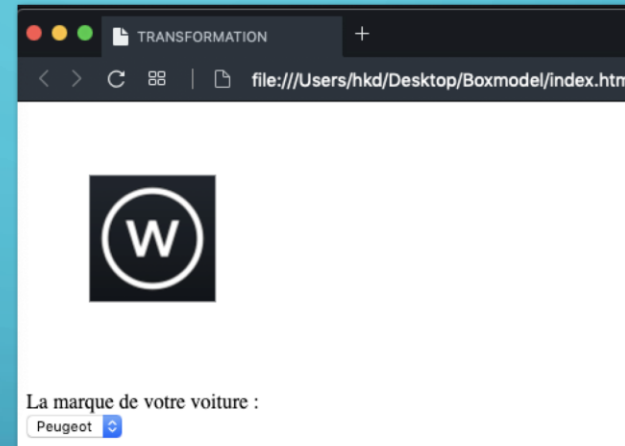 TRANSFORMATION
file:///Users/hkd/Desktop/Boxmodel/index.htm
W
La marque de votre voiture :
Peugeot